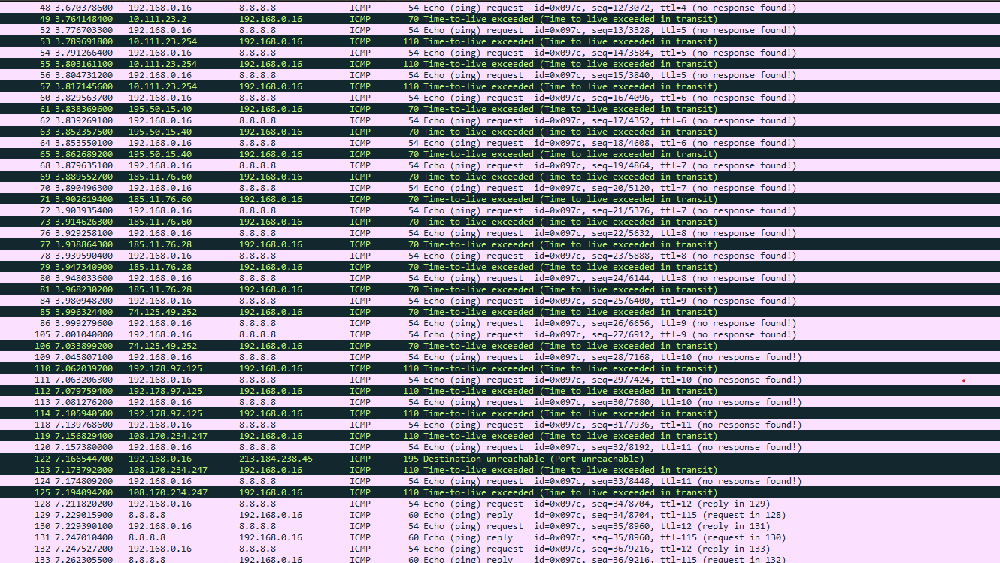 48 3.670378600 192.168.0.16 8.8.8.8 ICMP 54 Echo (ping) request id=0x097c, seq=12/3072, ttl=4 (no response found!)
49 3.764148400 10.111.23.2 192.168.0.16 ICMP 70 Time-to-live exceeded (Time to live exceeded in transit)
52 3.776703300 192.168.0.16 8.8.8.8 ICMP 54 Echo (ping) request id=0x097c, seq=13/3328, ttl=5 (no response found!)
53 3.789691800 10.111.23.254 192.168.0.16 ICMP 110 Time-to-live exceeded (Time to live exceeded in transit)
54 3.791266400 192.168.0.16 8.8.8.8 ICMP 54 Echo (ping) request id=0x097c, seq=14/3584, ttl=5 (no response found!)
55 3.803161100 10.111.23.254 192.168.0.16 ICMP 110 Time-to-live exceeded (Time to live exceeded in transit)
56 3.804731200 192.168.0.16 8.8.8.8 ICMP 54 Echo (ping) request id=0x097c, seq=15/3840, ttl=5 (no response found!)
57 3.817145600 10.111.23.254 192.168.0.16 ICMP 110 Time-to-live exceeded (Time to live exceeded in transit)
60 3.829563700 192.168.0.16 8.8.8.8 ICMP 54 Echo (ping) request id=0x097c, seq=16/4096, ttl=6 (no response found!)
61 3.838369600 195.50.15.40 192.168.0.16 ICMP 70 Time-to-live exceeded (Time to live exceeded in transit)
62 3.839269100 192.168.0.16 8.8.8.8 ICMP 54 Echo (ping) request id=0x097c, seq=17/4352, ttl=6 (no response found!)
63 3.852357500 195.50.15.40 192.168.0.16 ICMP 70 Time-to-live exceeded (Time to live exceeded in transit)
64 3.853550100 192.168.0.16 8.8.8.8 ICMP 54 Echo (ping) request id=0x097c, seq=18/4608, ttl=6 (no response found!)
65 3.862689200 195.50.15.40 192.168.0.16 ICMP 70 Time-to-live exceeded (Time to live exceeded in transit)
68 3.879635100 192.168.0.16 8.8.8.8 ICMP 54 Echo (ping) request id=0x097c, seq=19/4864, ttl=7 (no response found!)
69 3.889552700 185.11.76.60 192.168.0.16 ICMP 70 Time-to-live exceeded (Time to live exceeded in transit)
70 3.890496300 192.168.0.16 8.8.8.8 ICMP 54 Echo (ping) request id=0x097c, seq=20/5120, ttl=7 (no response found!)
71 3.902619400 185.11.76.60 192.168.0.16 ICMP 70 Time-to-live exceeded (Time to live exceeded in transit)
72 3.903935400 192.168.0.16 8.8.8.8 ICMP 54 Echo (ping) request id=0x097c, seq=21/5376, ttl=7 (no response found!)
73 3.914626300 185.11.76.60 192.168.0.16 ICMP 70 Time-to-live exceeded (Time to live exceeded in transit)
76 3.929258100 192.168.0.16 8.8.8.8 ICMP 54 Echo (ping) request id=0x097c, seq=22/5632, ttl=8 (no response found!)
77 3.938864300 185.11.76.28 192.168.0.16 ICMP 70 Time-to-live exceeded (Time to live exceeded in transit)
78 3.939590400 192.168.0.16 8.8.8.8 ICMP 54 Echo (ping) request id=0x097c, seq=23/5888, ttl=8 (no response found!)
79 3.947340900 185.11.76.28 192.168.0.16 ICMP 70 Time-to-live exceeded (Time to live exceeded in transit)
80 3.948033600 192.168.0.16 8.8.8.8 ICMP 54 Echo (ping) request id=0x097c, seq=24/6144, ttl=8 (no response found!)
81 3.968230200 185.11.76.28 192.168.0.16 ICMP 70 Time-to-live exceeded (Time to live exceeded in transit)
84 3.980948200 192.168.0.16 8.8.8.8 ICMP 54 Echo (ping) request id=0x097c, seq=25/6400, ttl=9 (no response found!)
85 3.996324400 74.125.49.252 192.168.0.16 ICMP 70 Time-to-live exceeded (Time to live exceeded in transit)
86 3.999279600 192.168.0.16 8.8.8.8 ICMP 54 Echo (ping) request id=0x097c, seq=26/6656, ttl=9 (no response found!)
105 7.001040000 192.168.0.16 8.8.8.8 ICMP 54 Echo (ping) request id=0x097c, seq=27/6912, ttl=9 (no response found!)
106 7.033899200 74.125.49.252 192.168.0.16 ICMP 70 Time-to-live exceeded (Time to live exceeded in transit)
109 7.045807100 192.168.0.16 8.8.8.8 ICMP 54 Echo (ping) request id=0x097c, seq=28/7168, ttl=10 (no response found!)
110 7.062039700 192.178.97.125 192.168.0.16 ICMP 110 Time-to-live exceeded (Time to live exceeded in transit)
111 7.063206300 192.168.0.16 8.8.8.8 ICMP 54 Echo (ping) request id=0x097c, seq=29/7424, ttl=10 (no response found!)
112 7.079759400 192.178.97.125 192.168.0.16 ICMP 110 Time-to-live exceeded (Time to live exceeded in transit)
113 7.081276200 192.168.0.16 8.8.8.8 ICMP 54 Echo (ping) request id=0x097c, seq=30/7680, ttl=10 (no response found!)
114 7.105940500 192.178.97.125 192.168.0.16 ICMP 110 Time-to-live exceeded (Time to live exceeded in transit)
118 7.139768600 192.168.0.16 8.8.8.8 ICMP 54 Echo (ping) request id=0x097c, seq=31/7936, ttl=11 (no response found!)
119 7.156829400 108.170.234.247 192.168.0.16 ICMP 110 Time-to-live exceeded (Time to live exceeded in transit)
120 7.157380000 192.168.0.16 8.8.8.8 ICMP 54 Echo (ping) request id=0x097c, seq=32/8192, ttl=11 (no response found!)
122 7.166544700 192.168.0.16 213.184.238.45 ICMP 195 Destination unreachable (Port unreachable)
123 7.173792000 108.170.234.247 192.168.0.16 ICMP 110 Time-to-live exceeded (Time to live exceeded in transit)
124 7.174809200 192.168.0.16 8.8.8.8 ICMP 54 Echo (ping) request id=0x097c, seq=33/8448, ttl=11 (no response found!)
125 7.194094200 108.170.234.247 192.168.0.16 ICMP 110 Time-to-live exceeded (Time to live exceeded in transit)
128 7.211820200 192.168.0.16 8.8.8.8 ICMP 54 Echo (ping) request id=0x097c, seq=34/8704, ttl=12 (reply in 129)
129 7.229015900 8.8.8.8 192.168.0.16 ICMP 60 Echo (ping) reply id=0x097c, seq=34/8704, ttl=115 (request in 128)
130 7.229390100 192.168.0.16 8.8.8.8 ICMP 54 Echo (ping) request id=0x097c, seq=35/8960, ttl=12 (reply in 131)
131 7.247010400 8.8.8.8 192.168.0.16 ICMP 60 Echo (ping) reply id=0x097c, seq=35/8960, ttl=115 (request in 130)
132 7.247527200 192.168.0.16 8.8.8.8 ICMP 54 Echo (ping) request id=0x097c, seq=36/9216, ttl=12 (reply in 133)
133 7.262305500 8.8.8.8 192.168.0.16 ICMP 60 Echo (ping) reply id=0x097c, seq=36/9216, ttl=115 (request in 132)